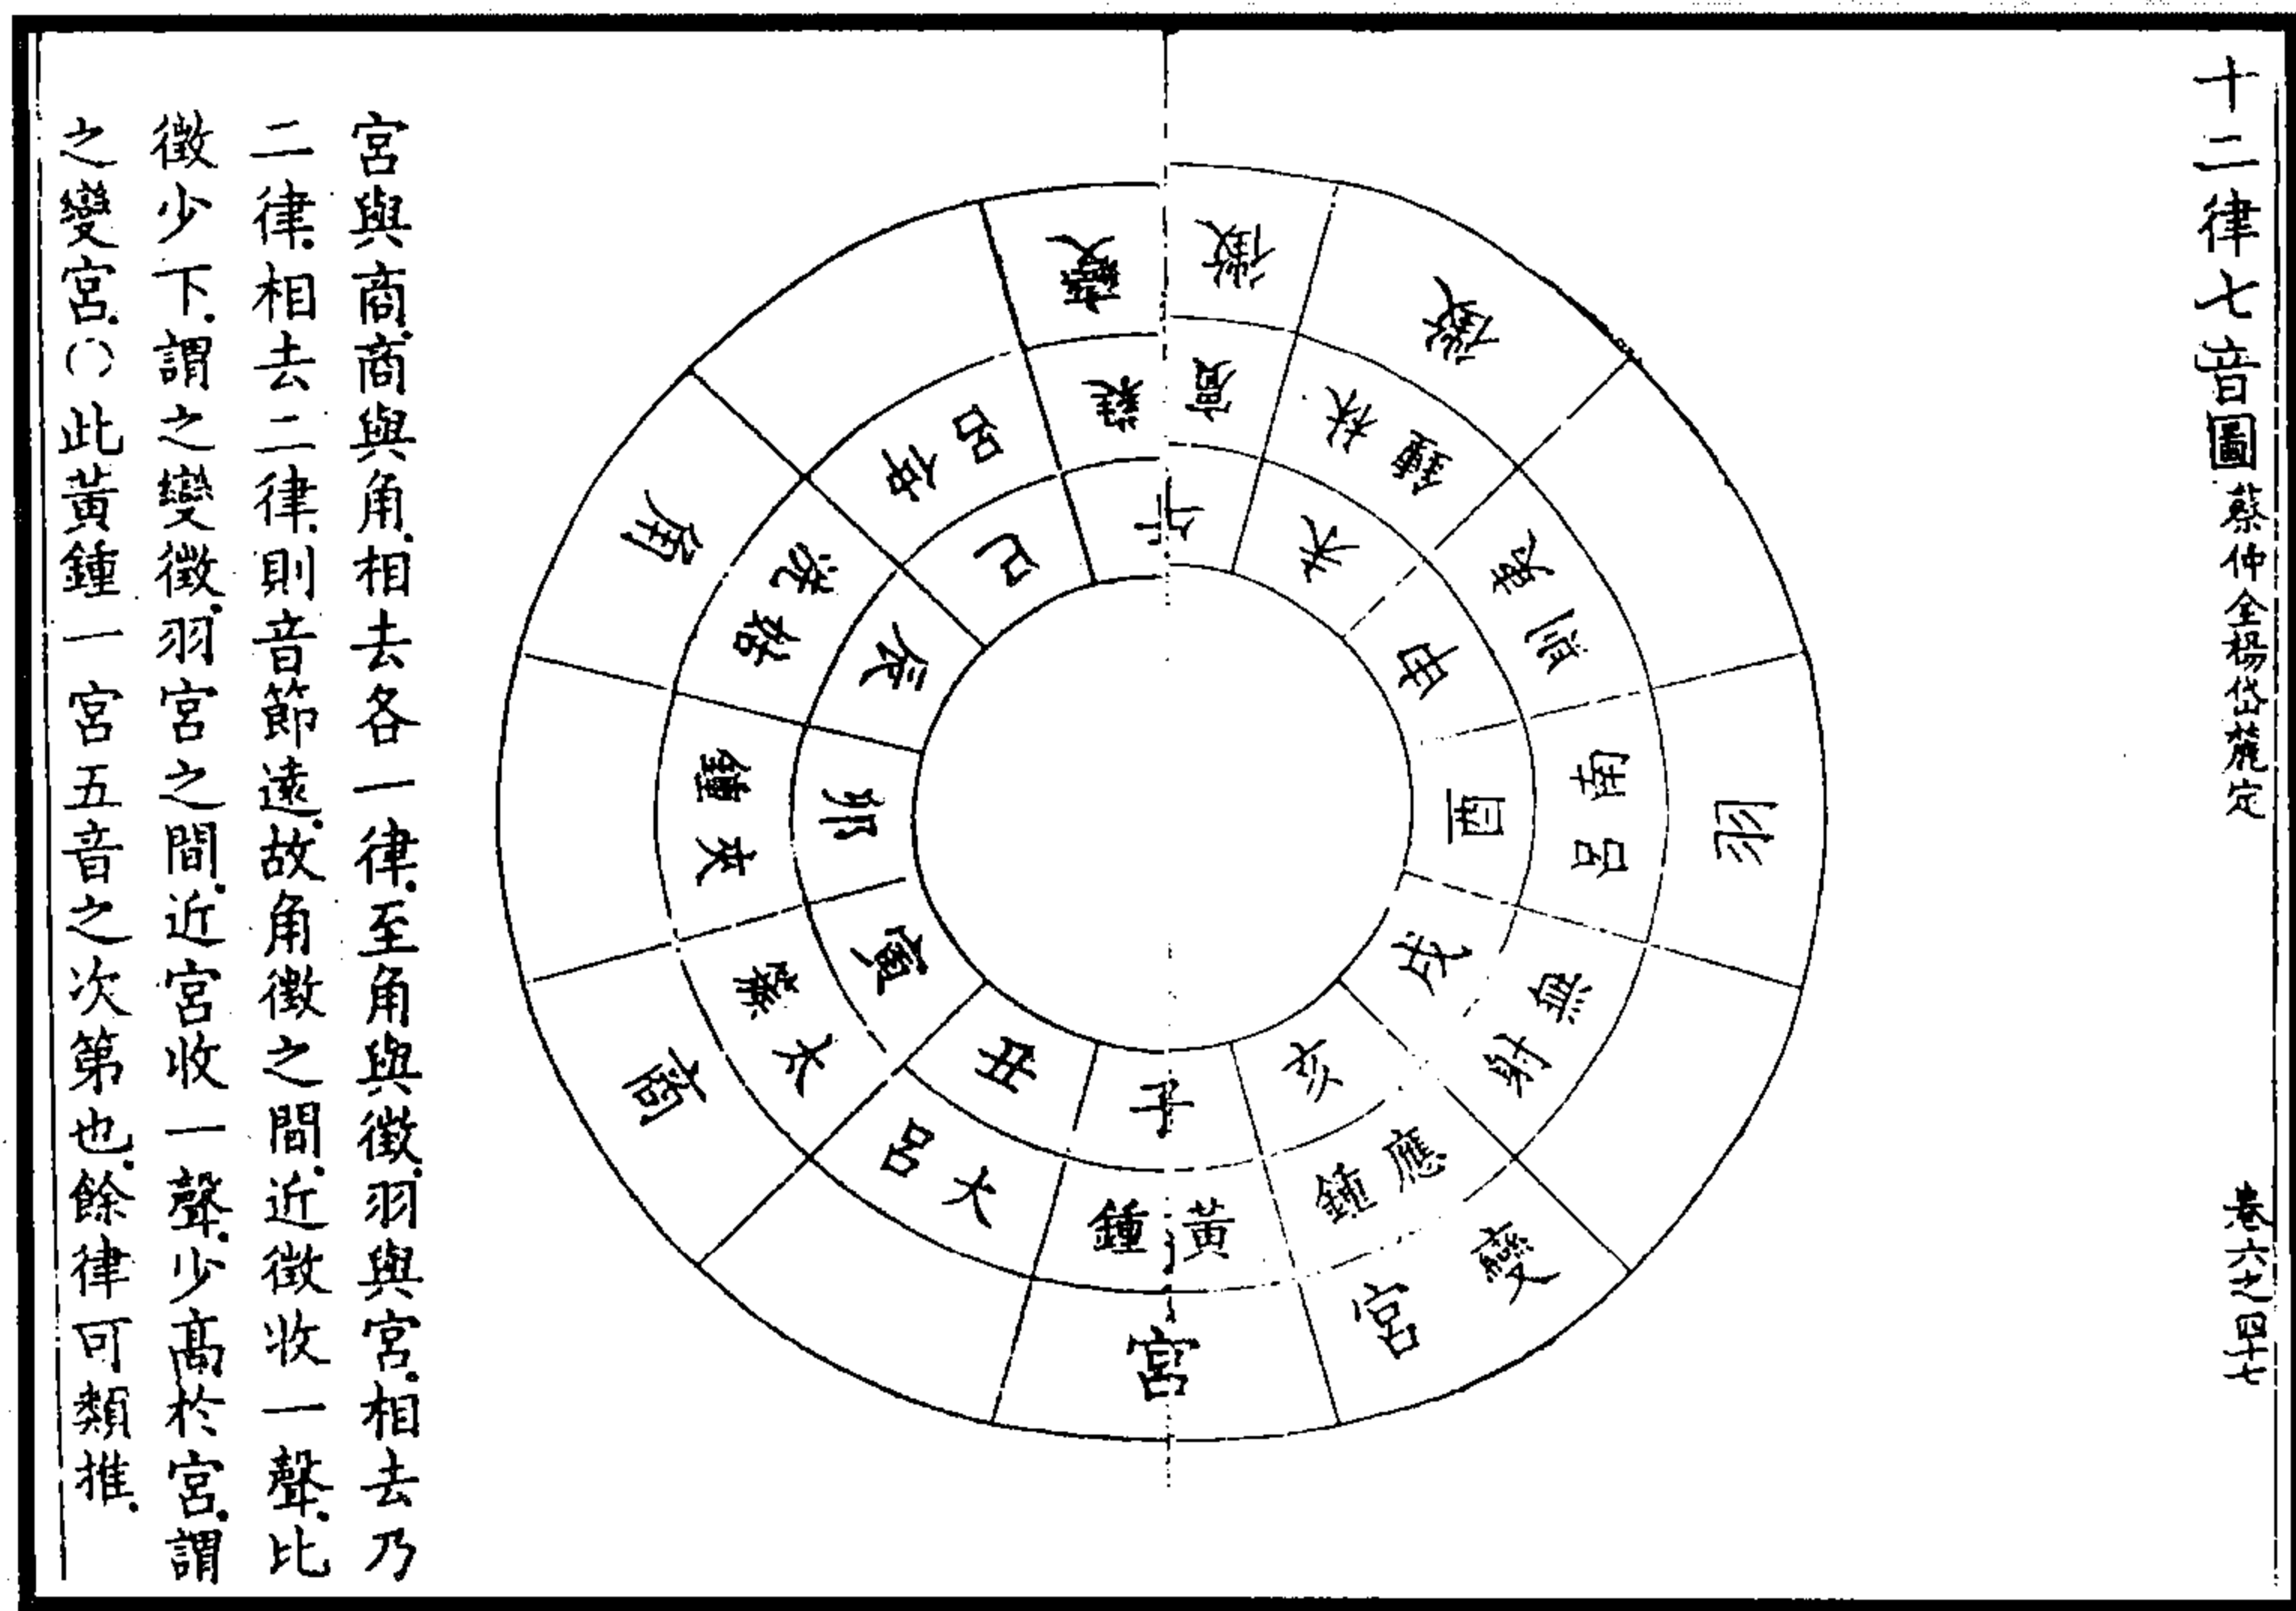 十二律七音圖 蔡仲全楊岱麓定
卷六之四十七
宮
黃鍾
子
大呂
丑
商
太簇
寅
夾鍾
卯
角
姑洗
辰
仲呂
巳
變徵
蕤賓
午
徵
林鍾
未
夷則
申
羽
南呂
酉
無射
戌
變宮
應鍾
亥
宮與商.商與角.相去各一律.至角與徵.羽與宮.相去乃
二律.相去二律.則音節遠.故角徵之間.近徵收一聲.比
徵少下.謂之變徵.羽宮之間.近宮收一聲.少高於宮.謂
之變宮.○此黃鍾一宮五音之次第也.餘律可類推.